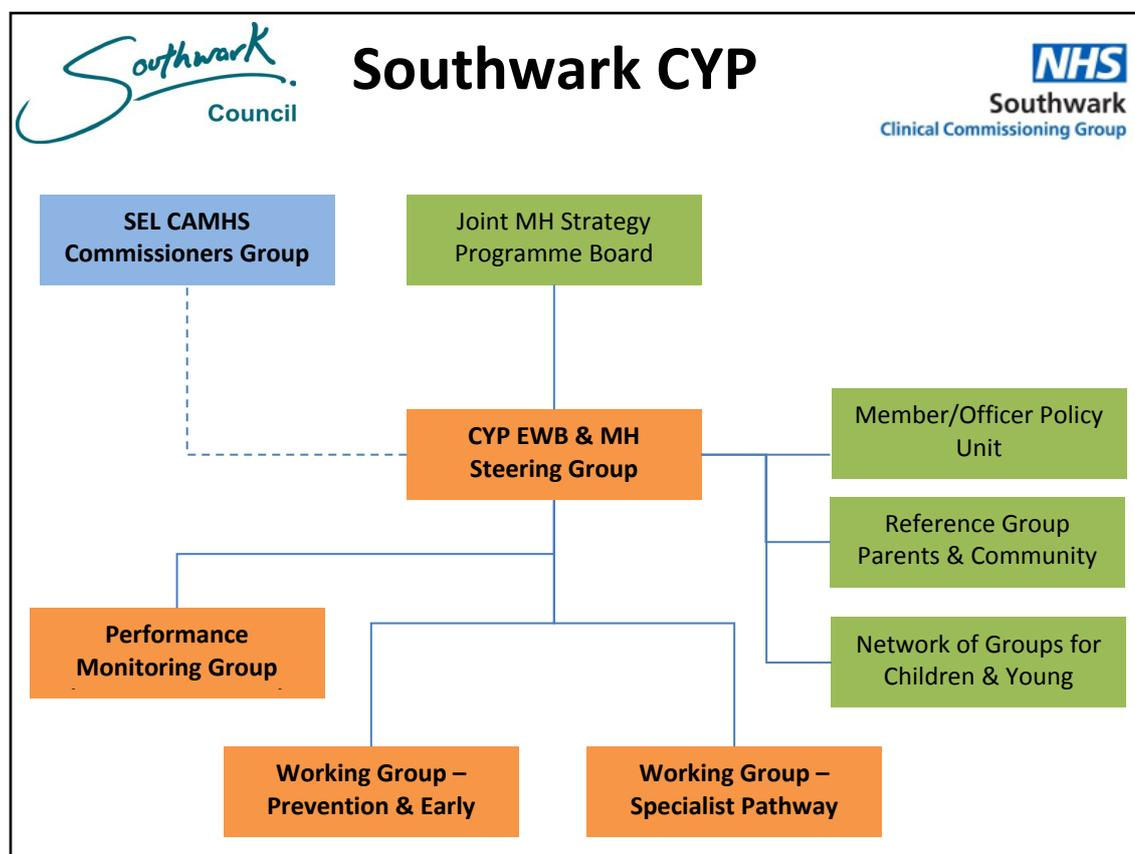 Southwark
Council
Southwark CYP
NHS
Southwark
Clinical Commissioning Group
SEL CAMHS
Commissioners Group
Joint MH Strategy
Programme Board
CYP EWB & MH
Steering Group
Member/Officer Policy
Unit
Reference Group
Parents & Community
Network of Groups for
Children & Young
Performance
Monitoring Group
Working Group –
Prevention & Early
Working Group –
Specialist Pathway